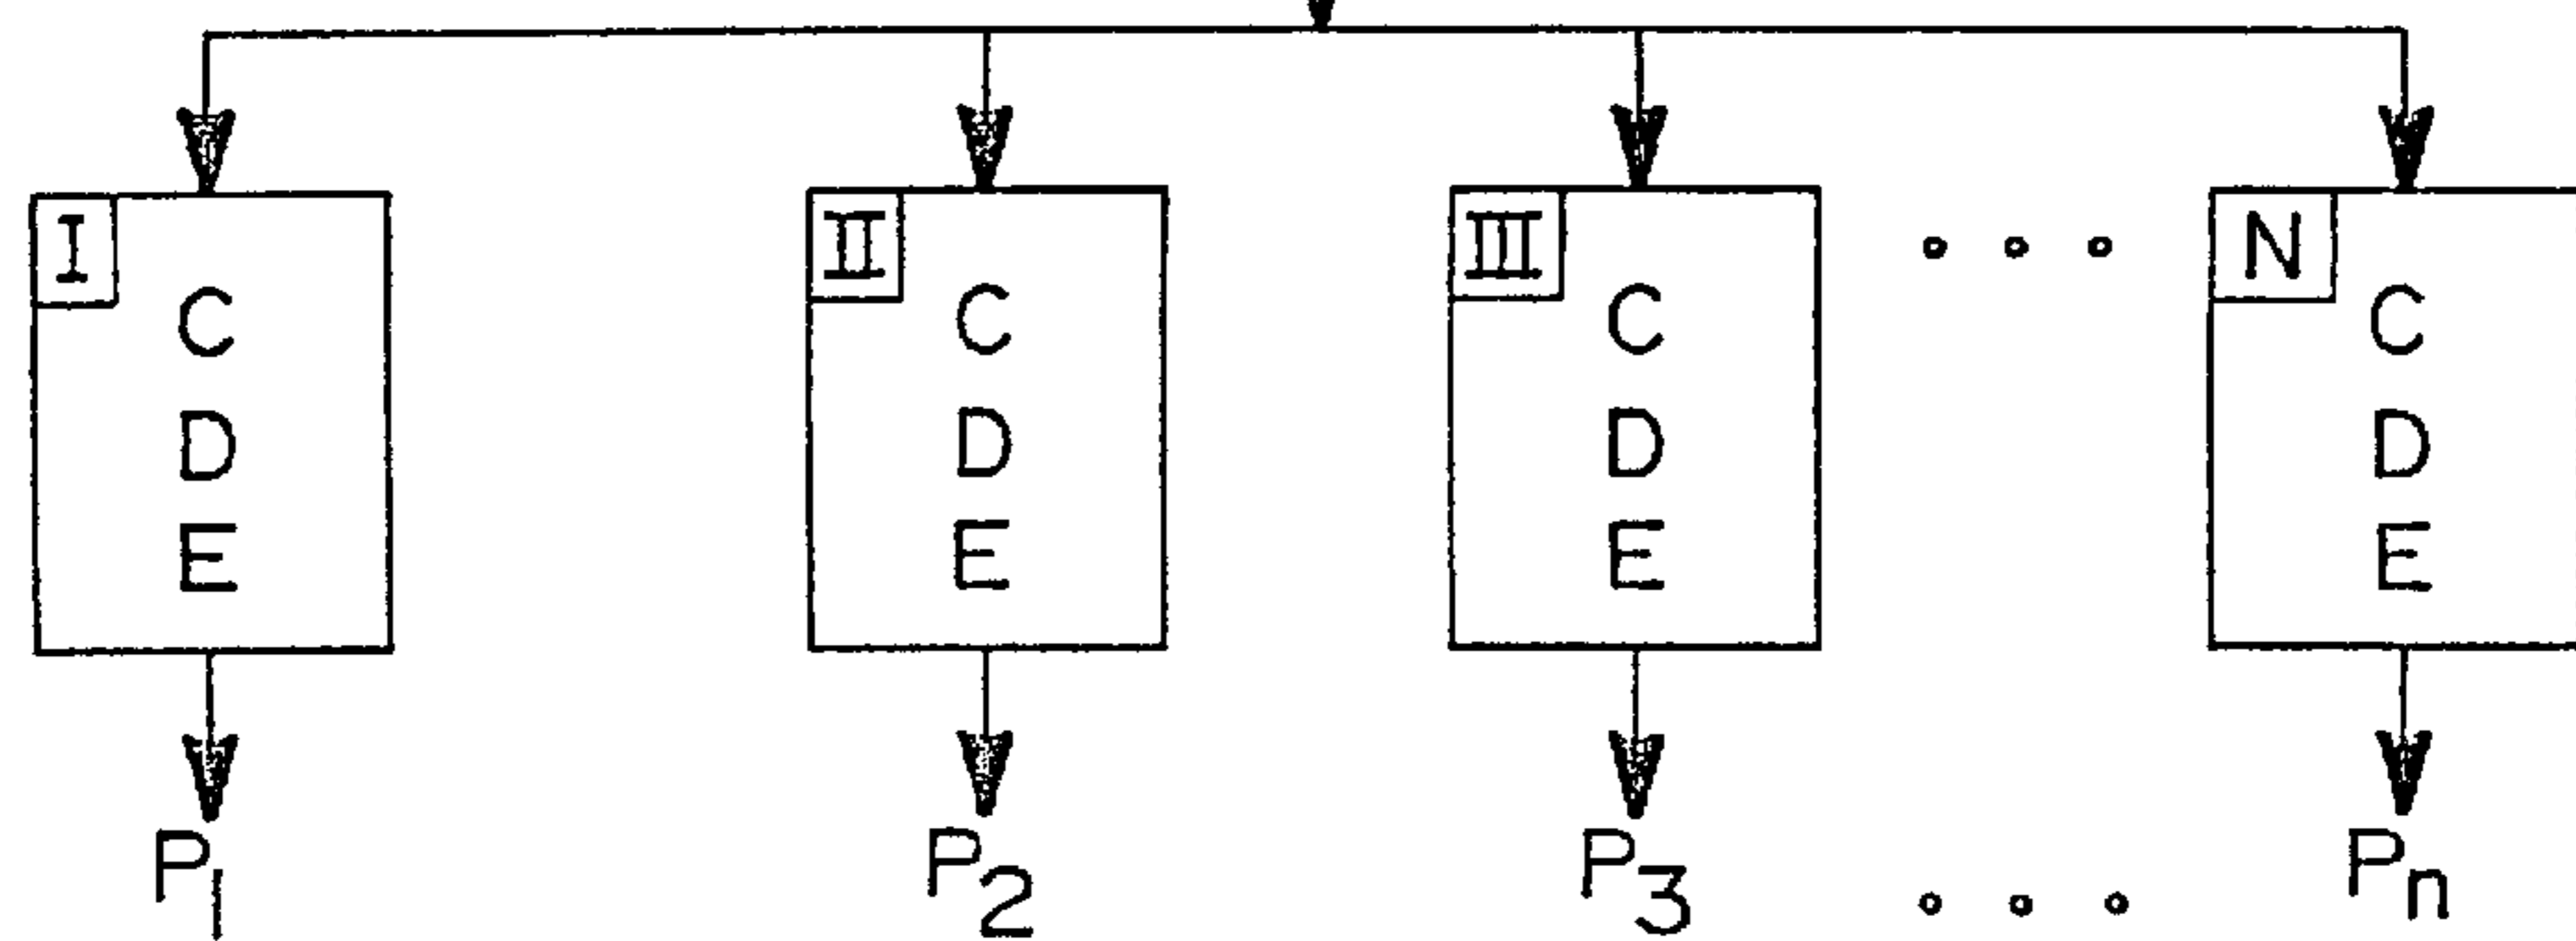 I II III . . . N
C C C C
D D D D
E E E E
P1 P2 P3 . . . Pn